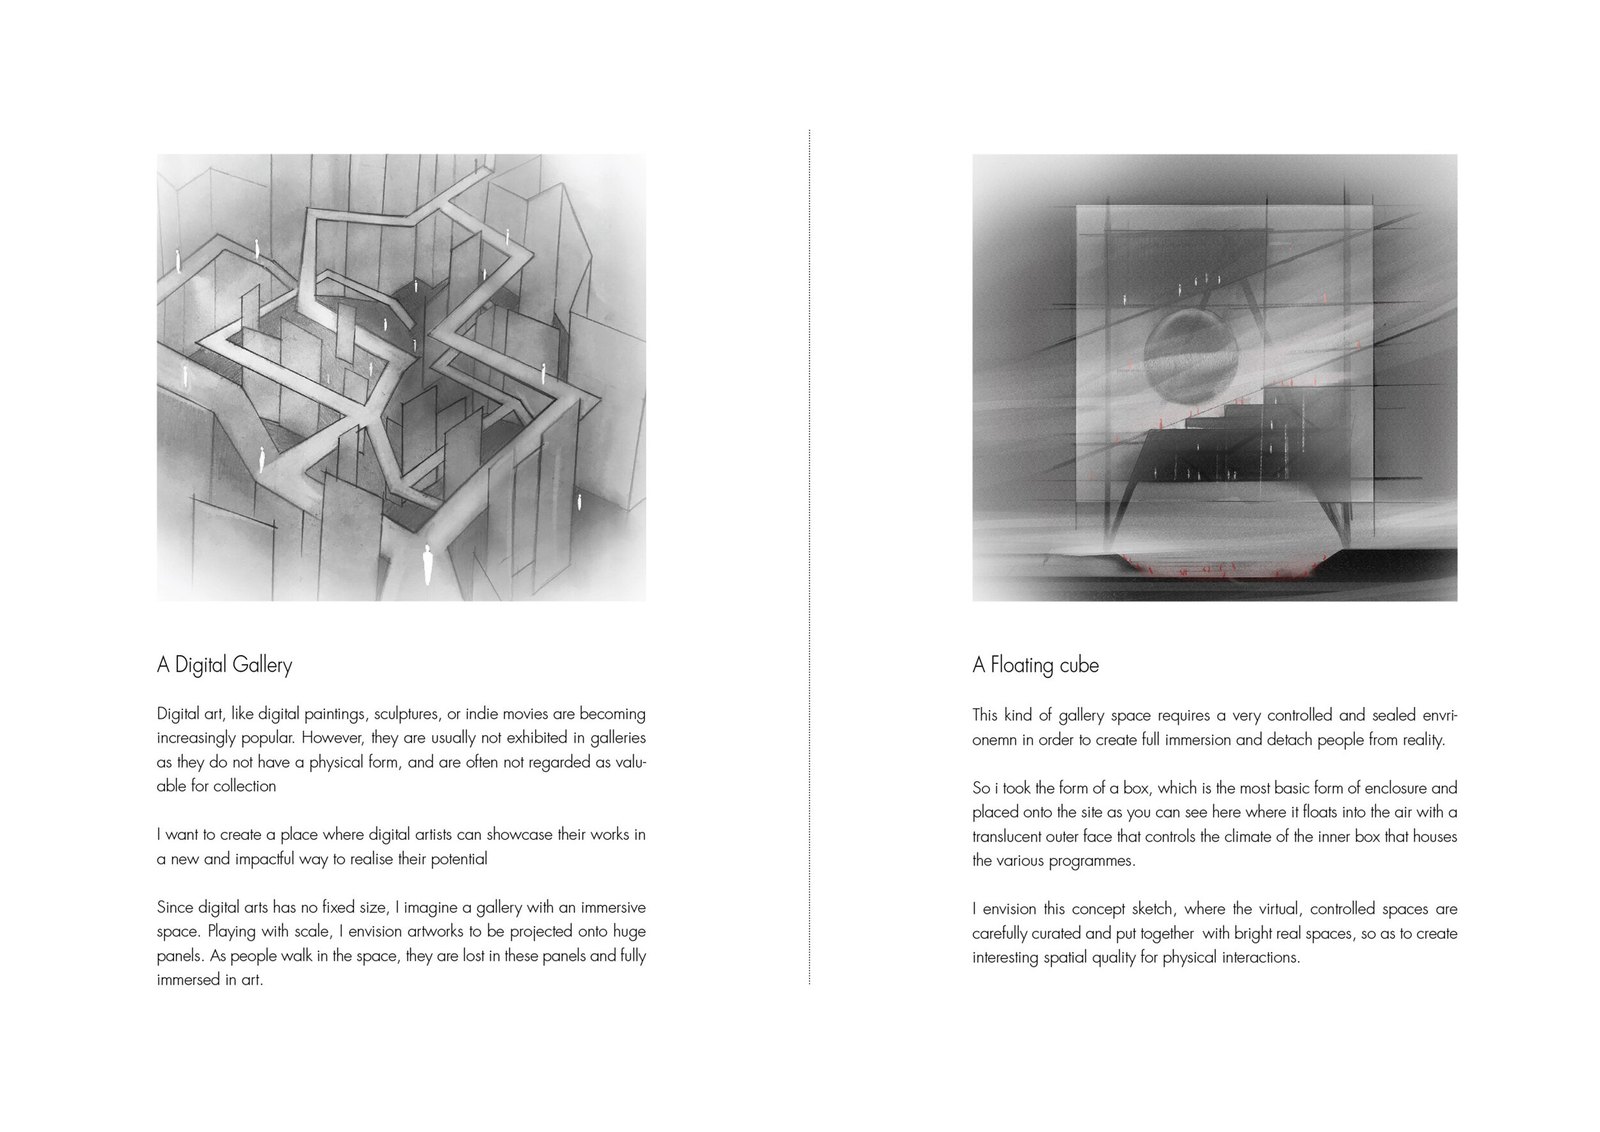 A Digital Gallery
Digital art, like digital paintings, sculptures, or indie movies are becoming
increasingly popular. However, they are usually not exhibited in galleries
as they do not have a physical form, and are often not regarded as valu-
able for collection
I want to create a place where digital artists can showcase their works in
a new and impactful way to realise their potential
Since digital arts has no fixed size, I imagine a gallery with an immersive
space. Playing with scale, I envision artworks to be projected onto huge
panels. As people walk in the space, they are lost in these panels and fully
immersed in art.
A Floating cube
This kind of gallery space requires a very controlled and sealed envri-
onemn in order to create full immersion and detach people from reality.
So i took the form of a box, which is the most basic form of enclosure and
placed onto the site as you can see here where it floats into the air with a
translucent outer face that controls the climate of the inner box that houses
the various programmes.
I envision this concept sketch, where the virtual, controlled spaces are
carefully curated and put together with bright real spaces, so as to create
interesting spatial quality for physical interactions.